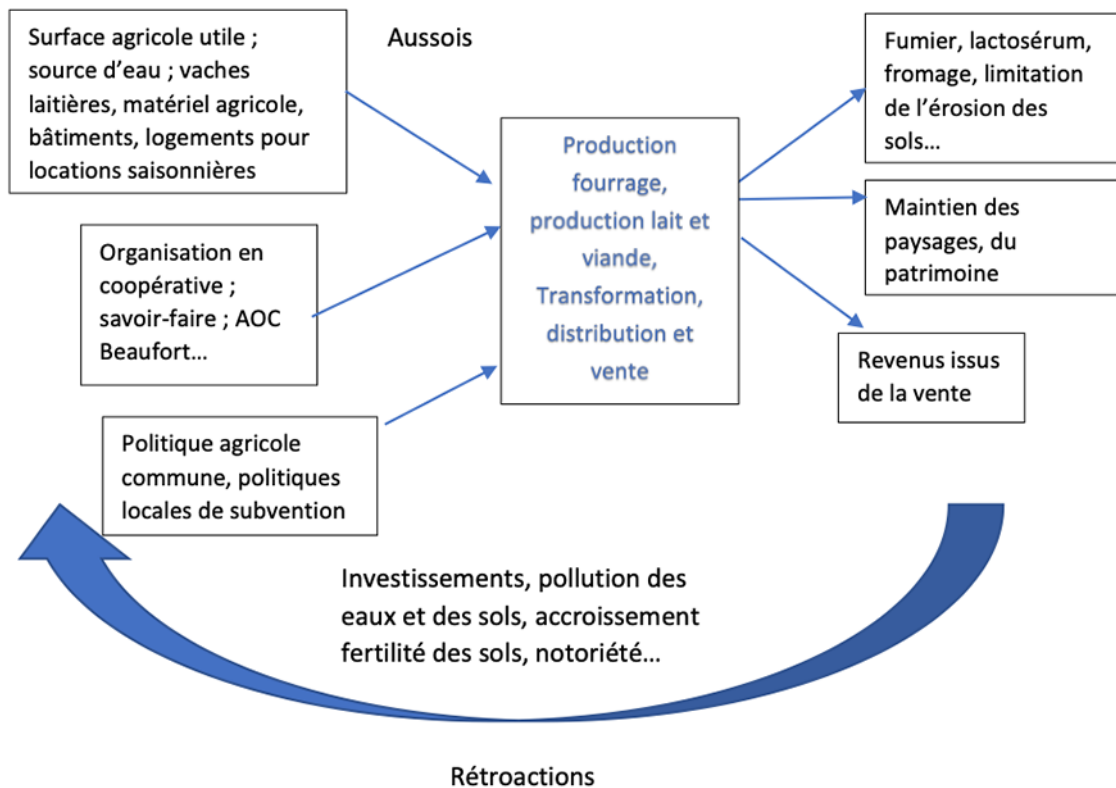 Aussois
Surface agricole utile ;
source d'eau ; vaches
laitières, matériel agricole,
bâtiments, logements pour
locations saisonnières
Organisation en
coopérative ;
savoir-faire ; AOC
Beaufort…
Politique agricole
commune, politiques
locales de subvention
Production
fourrage,
production lait et
viande,
Transformation,
distribution et
vente
Fumier, lactosérum,
fromage, limitation
de l'érosion des
sols…
Maintien des
paysages, du
patrimoine
Revenus issus
de la vente
Investissements, pollution des
eaux et des sols, accroissement
fertilité des sols, notoriété…
Rétroactions